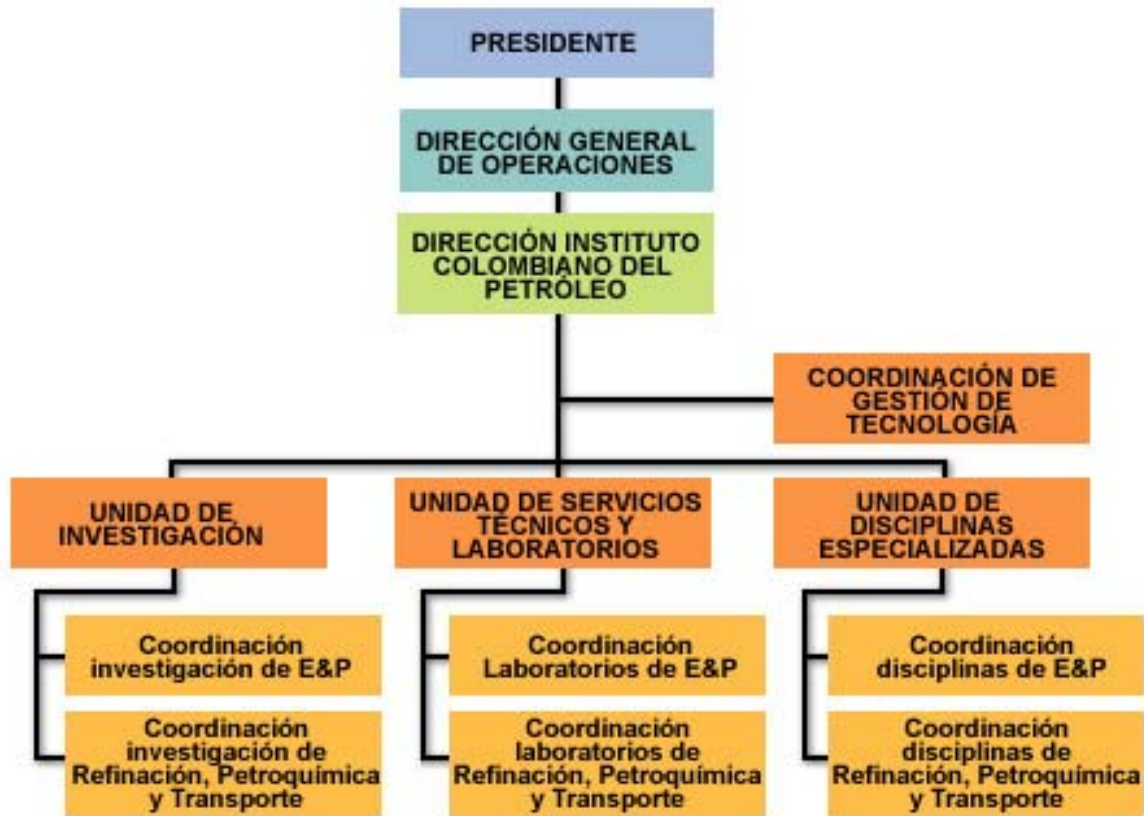 PRESIDENTE
DIRECCIÓN GENERAL
DE OPERACIONES
DIRECCIÓN INSTITUTO
COLOMBIANO DEL
PETRÓLEO
COORDINACIÓN DE
GESTIÓN DE
TECNOLOGÍA
UNIDAD DE
INVESTIGACIÓN
UNIDAD DE SERVICIOS
TÉCNICOS Y
LABORATORIOS
UNIDAD DE
DISCIPLINAS
ESPECIALIZADAS
Coordinación
investigación de E&P
Coordinación
Laboratorios de E&P
Coordinación
disciplinas de E&P
Coordinación
investigación de
Refinación, Petroquímica
y Transporte
Coordinación
laboratorios de
Refinación, Petroquímica
y Transporte
Coordinación
disciplinas de
Refinación, Petroquímica
y Transporte